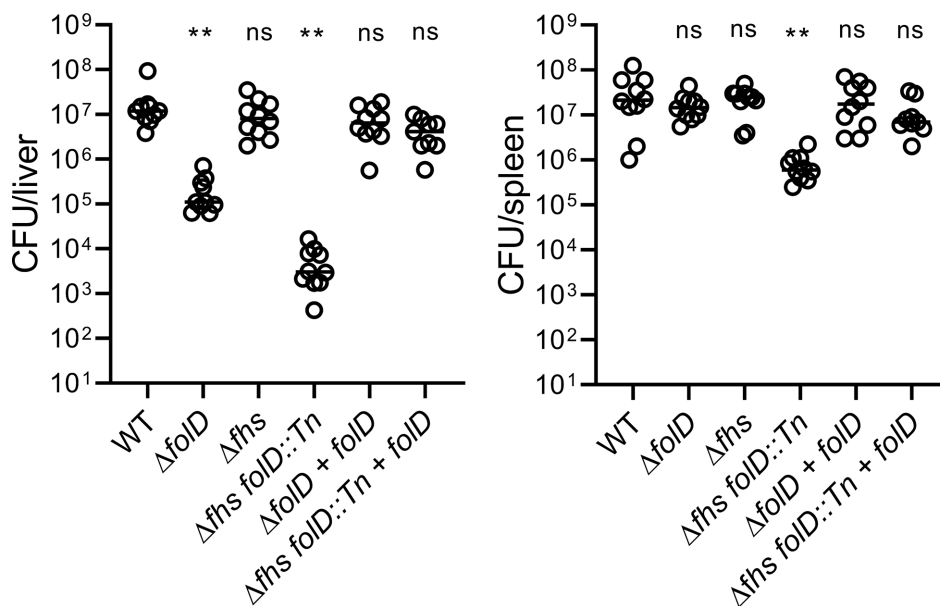 ** ns ** ns ns
CFU/liver
10⁹
10⁸
10⁷
10⁶
10⁵
10⁴
10³
10²
10¹
WT
ΔfolD
Δfhs
Δfhs folD::Tn
ΔfolD + folD
Δfhs folD::Tn + folD
ns ns ** ns ns
CFU/spleen
10⁹
10⁸
10⁷
10⁶
10⁵
10⁴
10³
10²
10¹
WT
ΔfolD
Δfhs
Δfhs folD::Tn
ΔfolD + folD
Δfhs folD::Tn + folD